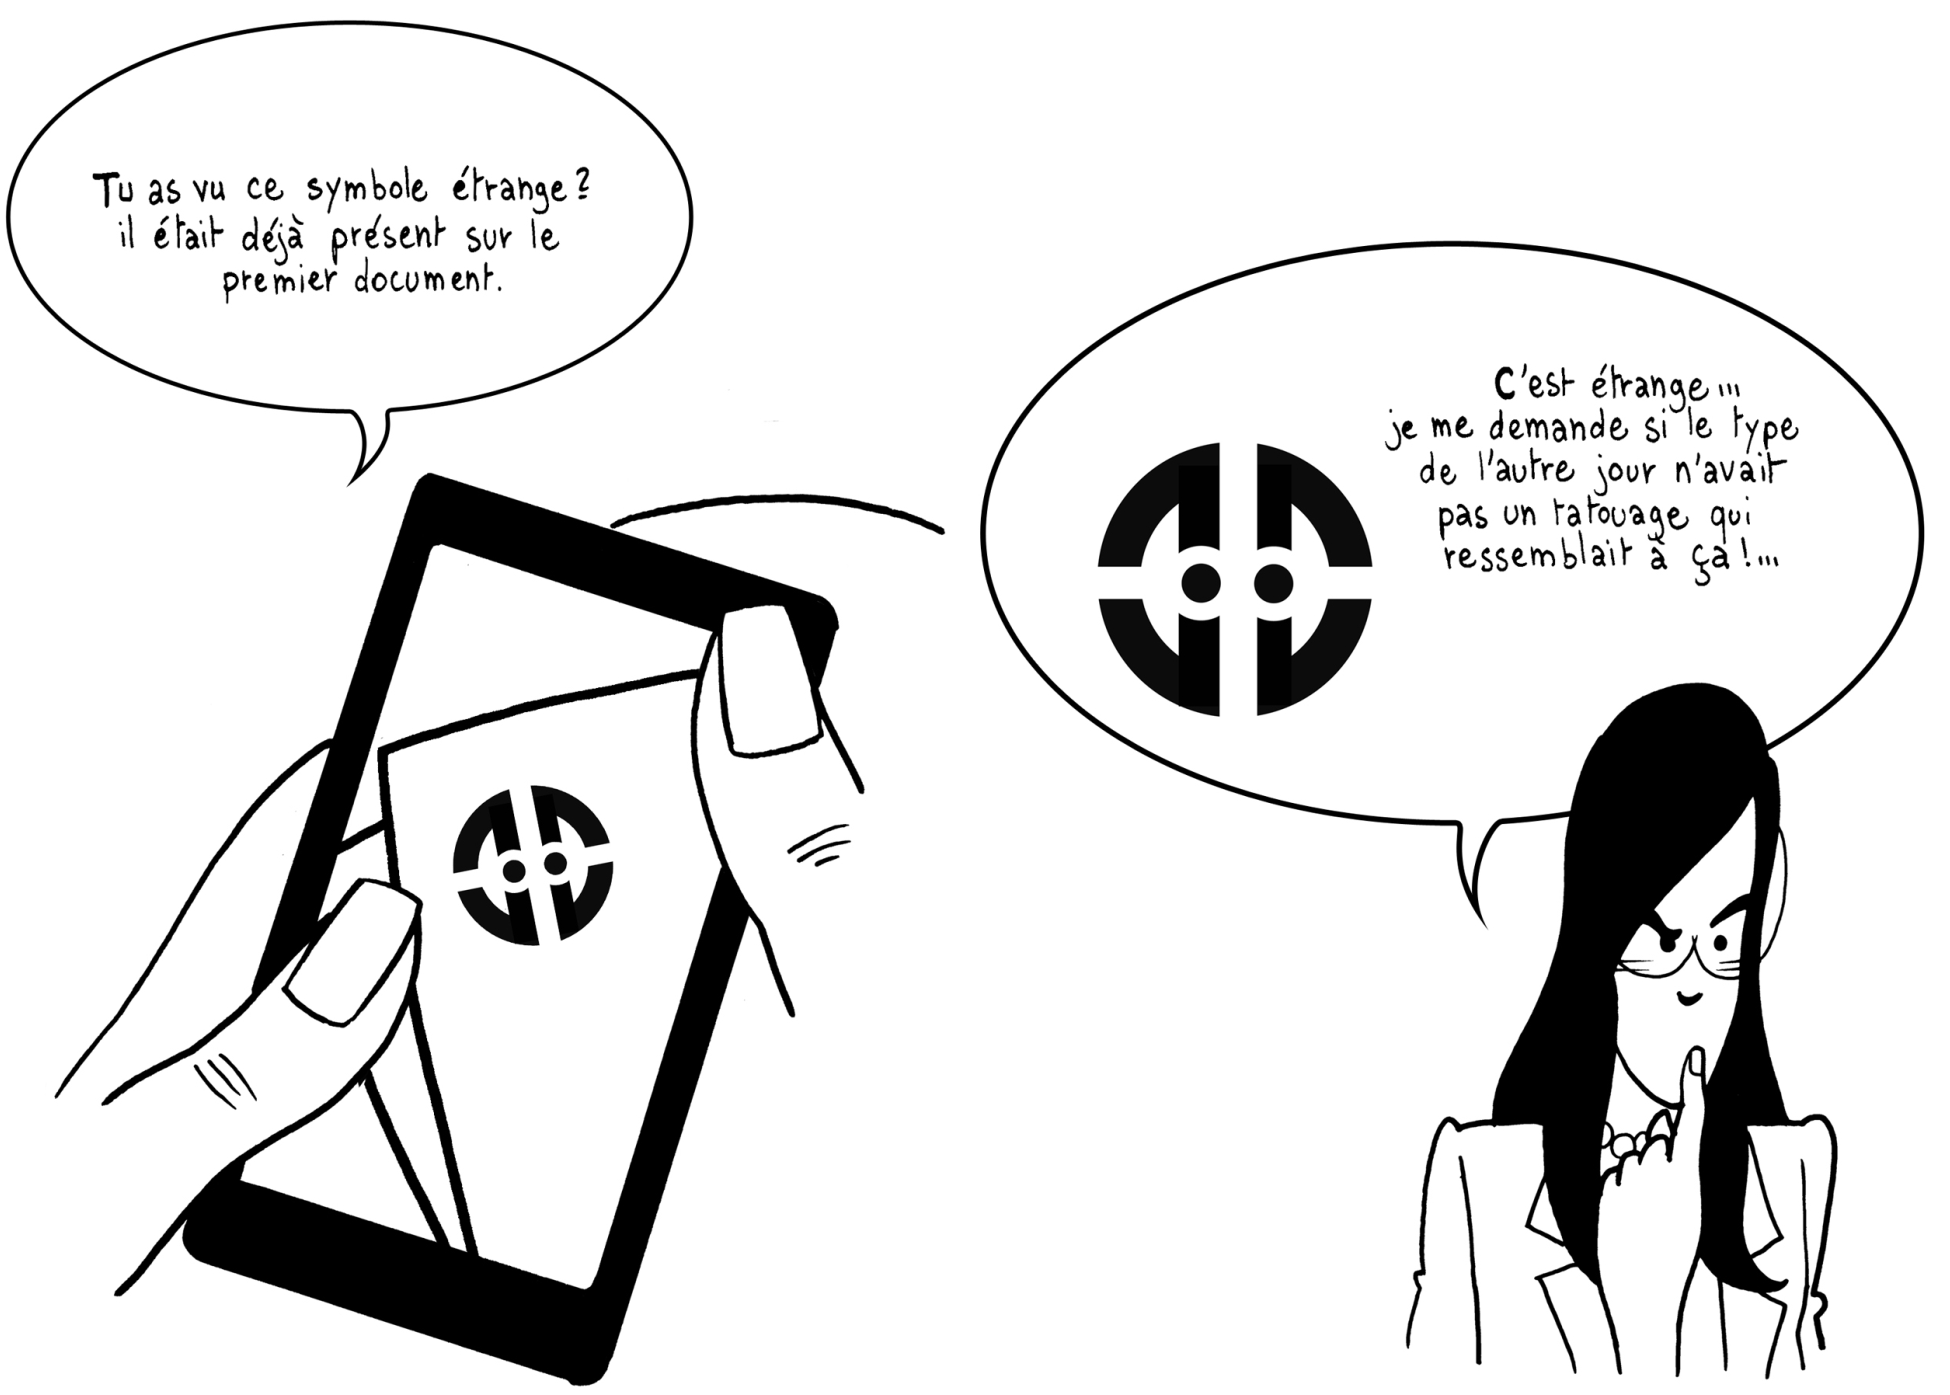 Tu as vu ce symbole étrange?
il était déjà présent sur le
premier document.
C'est étrange...
je me demande si le type
de l'autre jour n'avait
pas un tatouage qui
ressemblait à ça!...